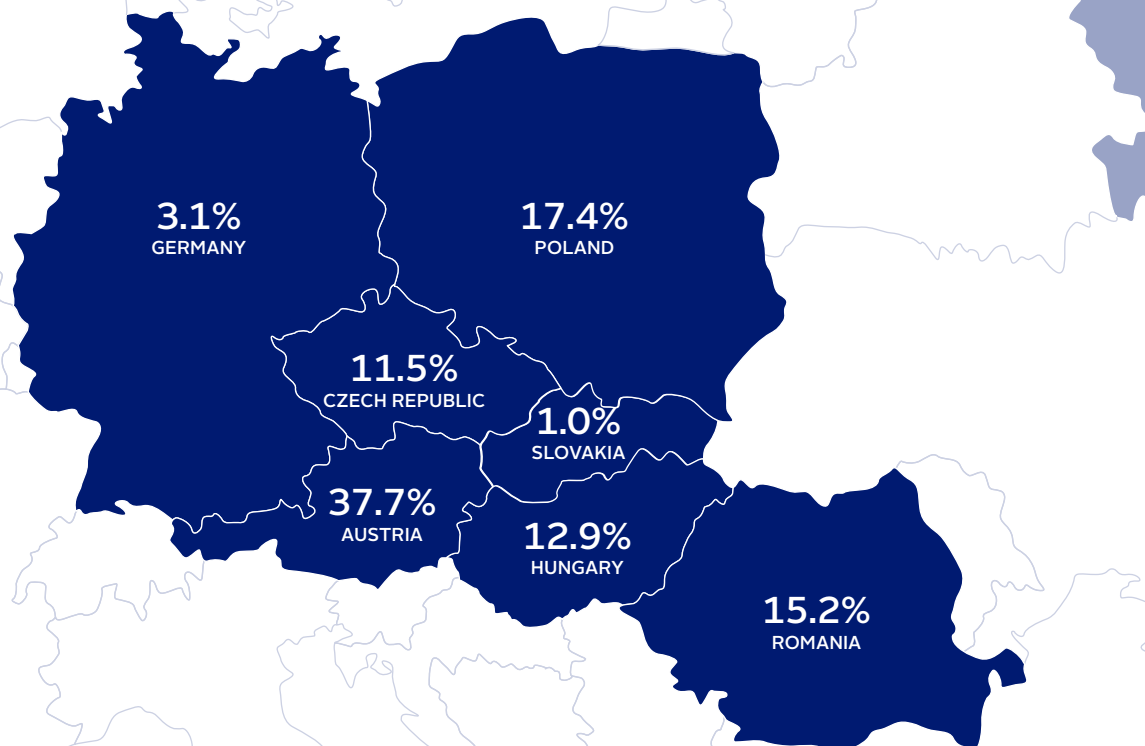 3.1%
GERMANY
17.4%
POLAND
11.5%
CZECH REPUBLIC
1.0%
SLOVAKIA
37.7%
AUSTRIA
12.9%
HUNGARY
15.2%
ROMANIA